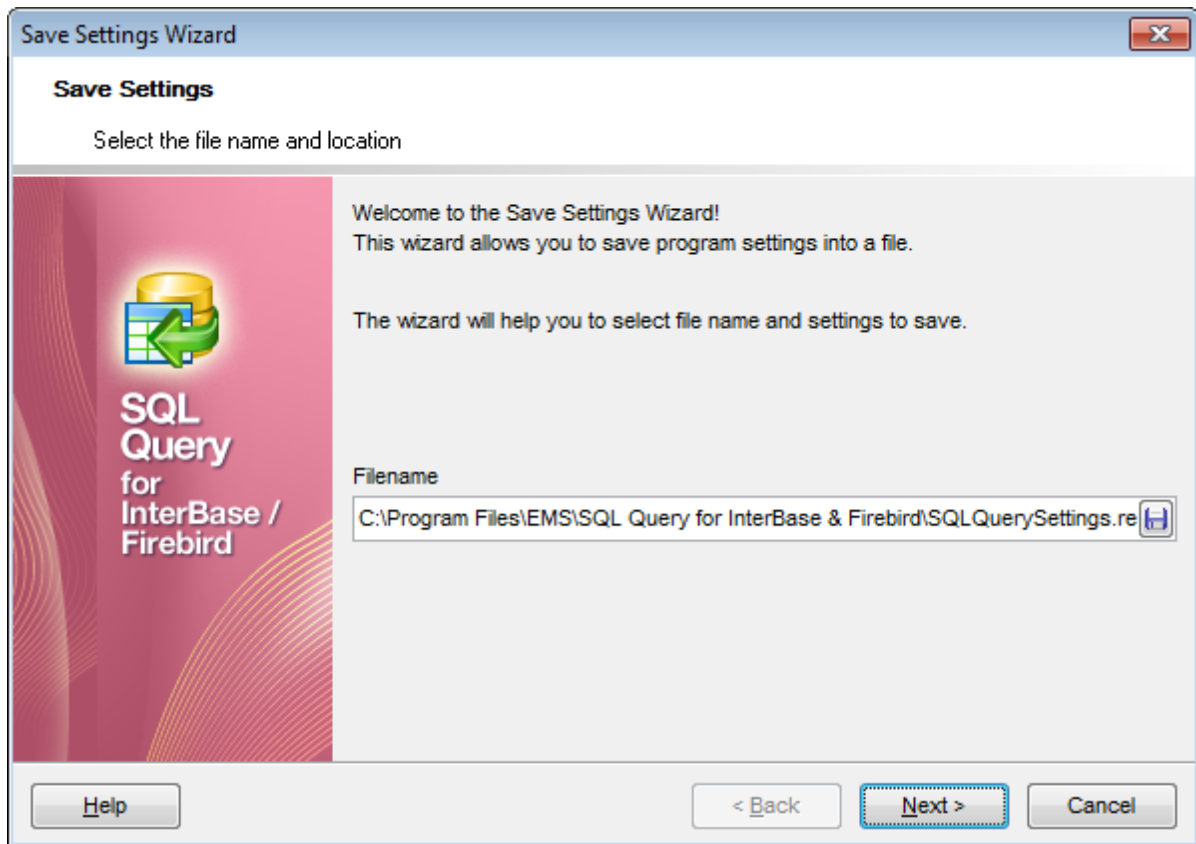 Save Settings Wizard
Save Settings
Select the file name and location
Welcome to the Save Settings Wizard!
This wizard allows you to save program settings into a file.
The wizard will help you to select file name and settings to save.
SQL
Query
for
InterBase /
Firebird
Filename
C:\Program Files\EMS\SQL Query for InterBase & Firebird\SQLQuerySettings.re
Help
< Back
Next >
Cancel